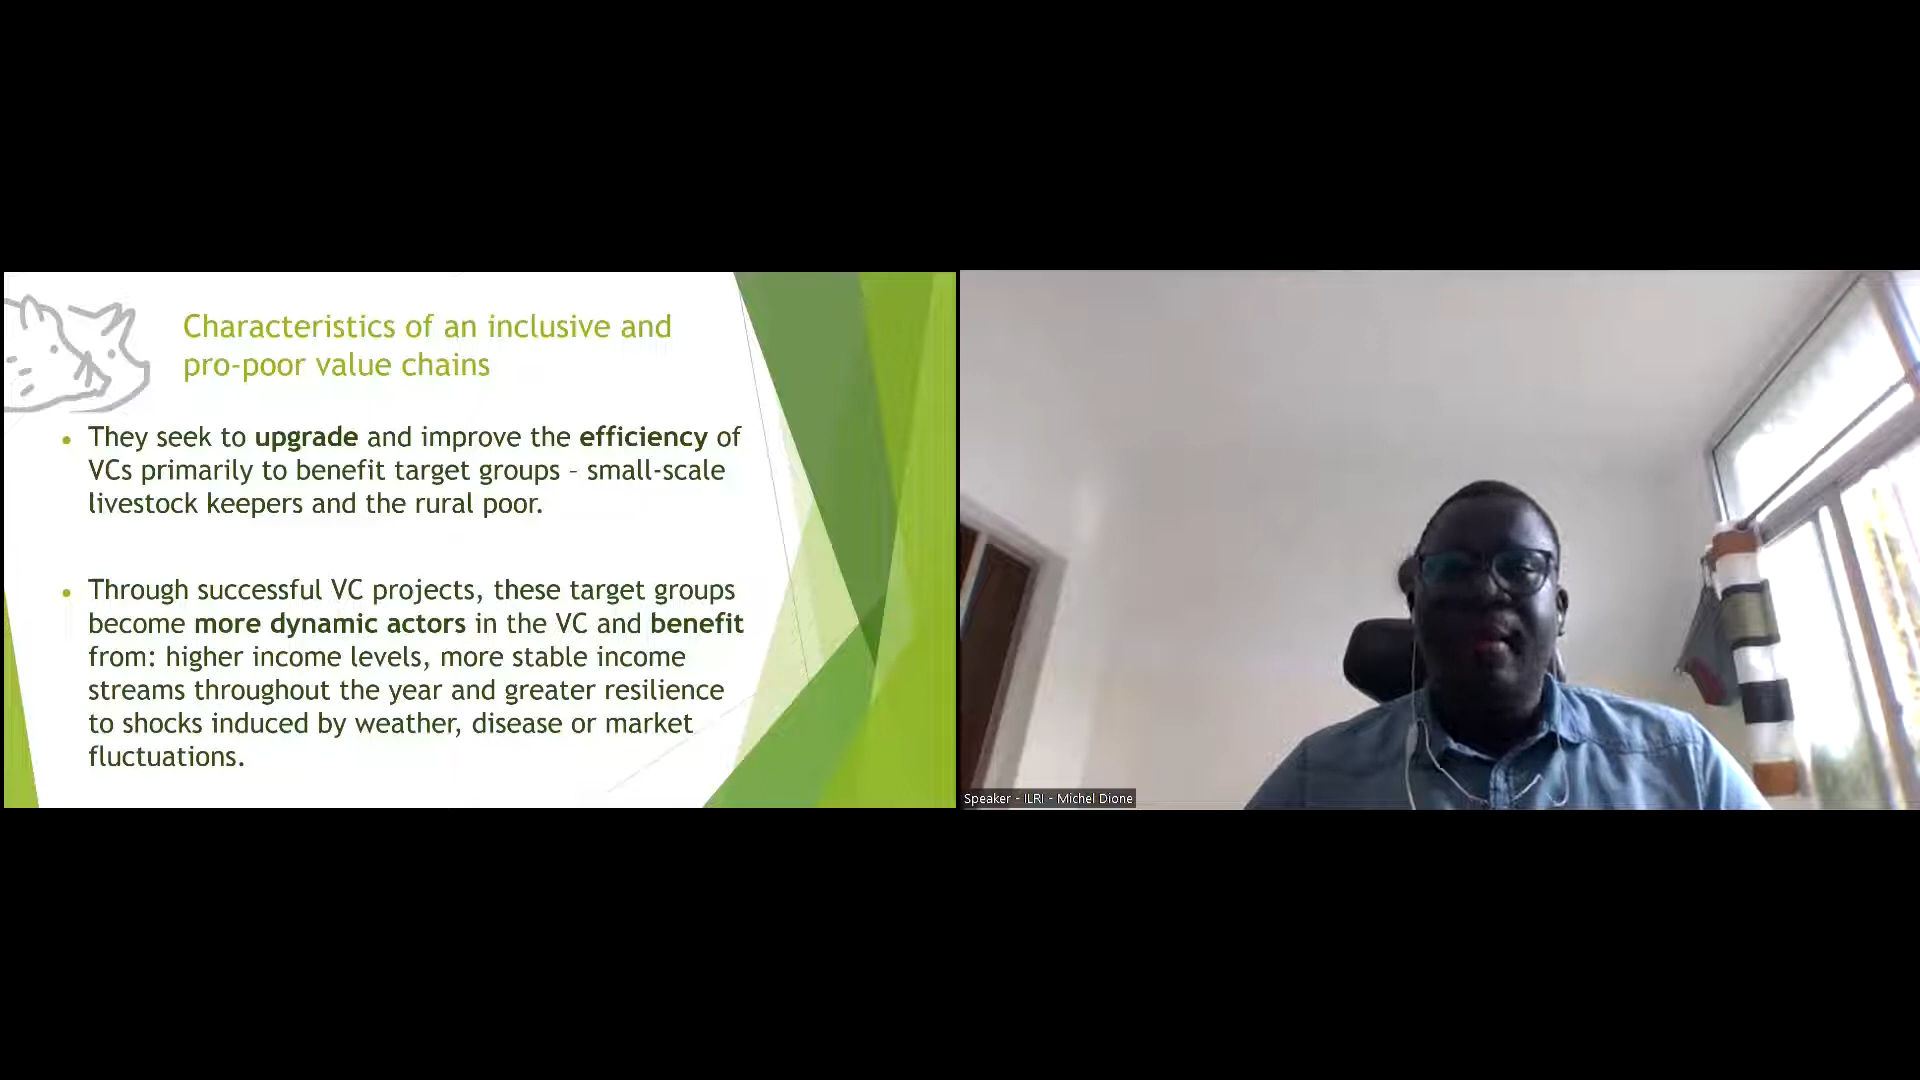 Characteristics of an inclusive and
pro-poor value chains
They seek to upgrade and improve the efficiency of
VCs primarily to benefit target groups – small-scale
livestock keepers and the rural poor.
Through successful VC projects, these target groups
become more dynamic actors in the VC and benefit
from: higher income levels, more stable income
streams throughout the year and greater resilience
to shocks induced by weather, disease or market
fluctuations.
Speaker - ILRI - Michel Dione